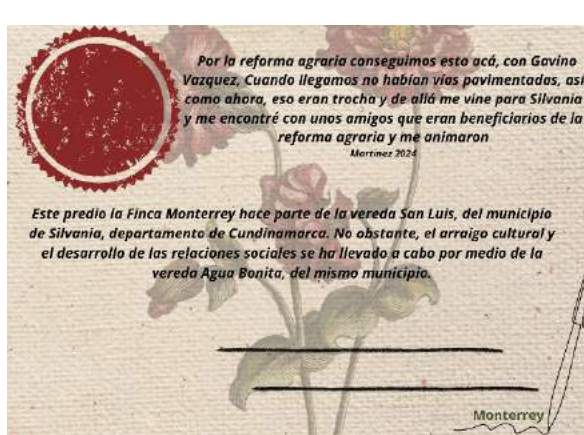 Por la reforma agraria conseguimos esto acá, con Gavino
Vazquez, Cuando llegamos no habían vías pavimentadas, así
como ahora, eso eran trocha y de allá me vine para Silvania
y me encontré con unos amigos que eran beneficiarios de la
reforma agraria y me animaron
Martinez 2024
Este predio la Finca Monterrey hace parte de la vereda San Luis, del municipio
de Silvania, departamento de Cundinamarca. No obstante, el arraigo cultural y
el desarrollo de las relaciones sociales se ha llevado a cabo por medio de la
vereda Agua Bonita, del mismo municipio.
Monterrey